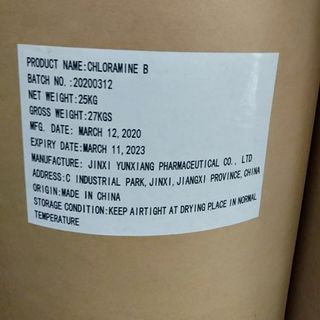 PRODUCT NAME:CHLORAMINE B
BATCH NO.:20200312
NET WEIGHT:25KG
GROSS WEIGHT:27KGS
MFG. DATE: MARCH 12,2020
EXPIRY DATE: MARCH 11,2023
MANUFACTURE: JINXI YUNXIANG PHARMACEUTICAL CO., LTD
ADDRESS:C INDUSTRIAL PARK,JINXI,JIANGXI PROVINCE,CHINA
ORIGIN:MADE IN CHINA
STORAGE CONDITION:KEEP AIRTIGHT AT DRYING PLACE IN NORMAL
TEMPERATURE